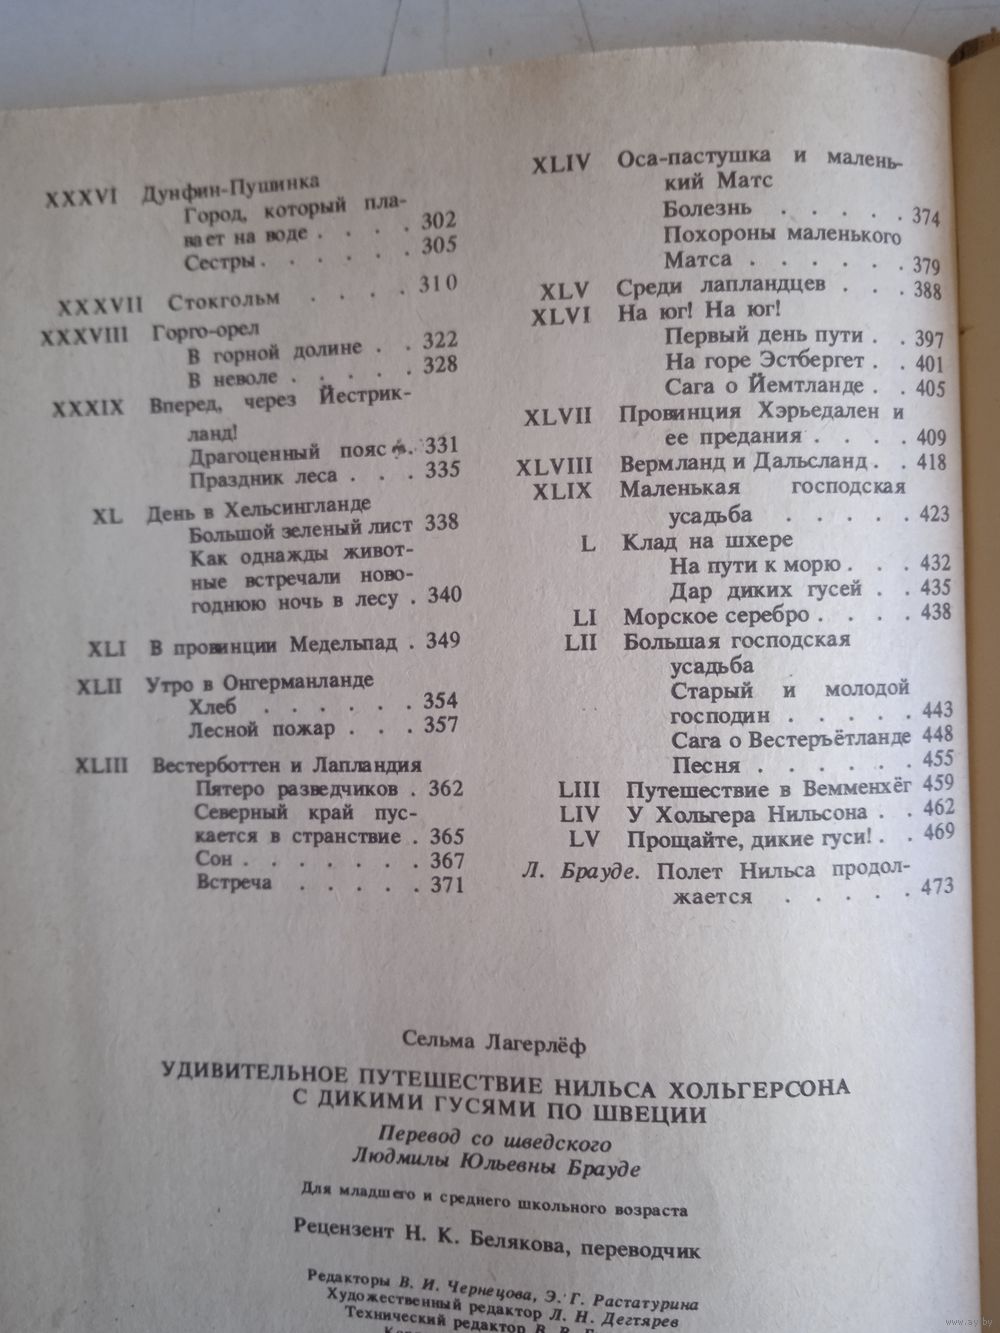 XXXVI Дунфин-Пушинка
Город, который пла-
вает на воде . . . . 302
Сестры . . . . . . 305
XXXVII Стокгольм . . . . 310
XXXVIII Горго-орел
В горной долине . . 322
В неволе . . . . . 328
XXXIX Вперед, через Йестрик-
ланд!
Драгоценный пояс . . 331
Праздник леса . . . 335
XL День в Хельсингланде
Большой зеленый лист 338
Как однажды живот-
ные встречали ново-
годнюю ночь в лесу . 340
XLI В провинции Медельпад . 349
XLII Утро в Онгерманланде
Хлеб . . . . . . 354
Лесной пожар . . . 357
XLIII Вестерботтен и Лапландия
Пятеро разведчиков . 362
Северный край пус-
кается в странствие . 365
Сон . . . . . . . 367
Встреча . . . . . 371
XLIV Оса-пастушка и малень-
кий Матс
Болезнь . . . . . 374
Похороны маленького
Матса . . . . . . 379
XLV Среди лапландцев . . . 388
XLVI На юг! На юг!
Первый день пути . . 397
На горе Эстбергет . . 401
Сага о Йемтланде . . 405
XLVII Провинция Хэрьедален и
ее предания . . . . 409
XLVIII Вермланд и Дальсланд . . 418
XLIX Маленькая господская
усадьба . . . . . 423
L Клад на шхере
На пути к морю . . . 432
Дар диких гусей . . 435
LI Морское серебро . . . . 438
LII Большая господская
усадьба
Старый и молодой
господин . . . . . 443
Сага о Вестеръётланде 448
Песня . . . . . . 455
LIII Путешествие в Вемменхёг 459
LIV У Хольгера Нильсона . . 462
LV Прощайте, дикие гуси! . . 469
Л. Брауде. Полет Нильса продол-
жается . . . . . 473
Сельма Лагерлёф
УДИВИТЕЛЬНОЕ ПУТЕШЕСТВИЕ НИЛЬСА ХОЛЬГЕРСОНА
С ДИКИМИ ГУСЯМИ ПО ШВЕЦИИ
Перевод со шведского
Людмилы Юльевны Брауде
Для младшего и среднего школьного возраста
Рецензент Н. К. Белякова, переводчик
Редакторы В. И. Чернецова, Э. Г. Растатурина
Художественный редактор Л. Н. Дегтярев
Технический редактор В. В.
www.ay.by